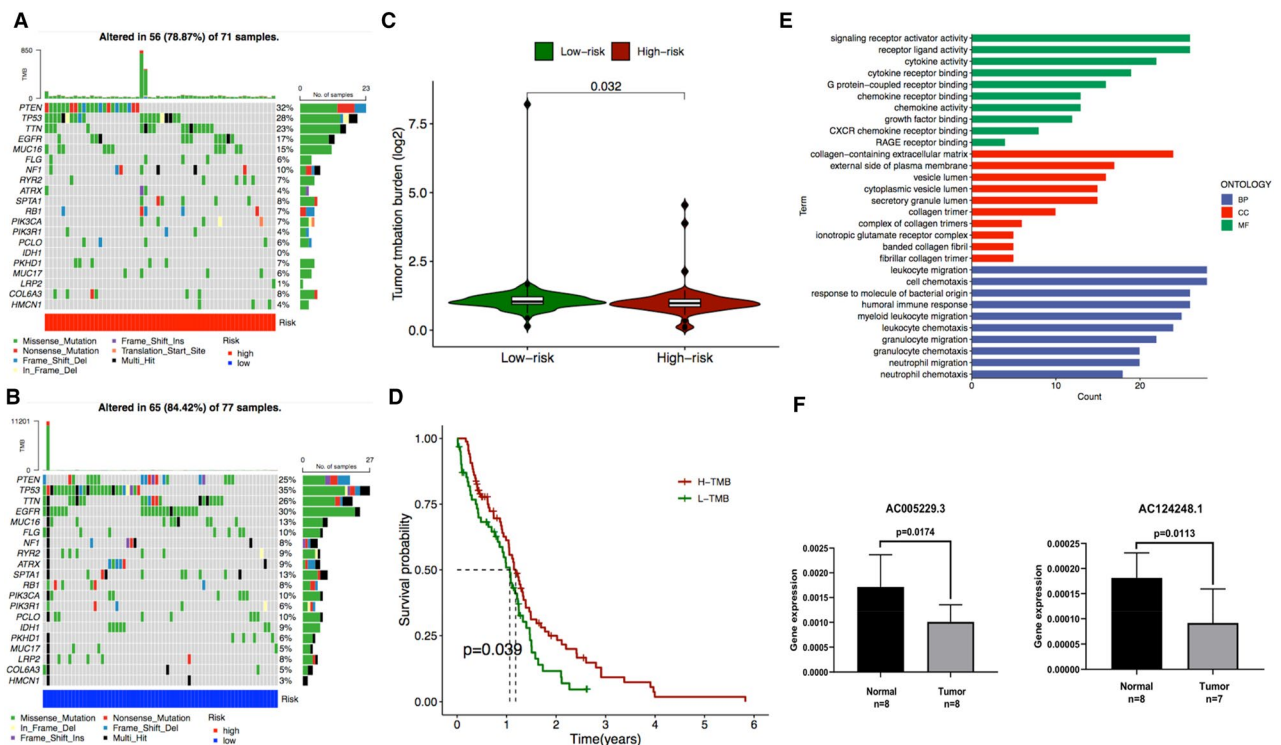 A
Altered in 56 (78.87%) of 71 samples.
850
TMB
0
0 No. of samples 23
PTEN 32%
TP53 28%
TTN 23%
EGFR 17%
MUC16 15%
FLG 6%
NF1 10%
RYR2 7%
ATRX 4%
SPTA1 8%
RB1 7%
PIK3CA 7%
PIK3R1 4%
PCLO 6%
IDH1 0%
PKHD1 7%
MUC17 6%
LRP2 1%
COL6A3 8%
HMCN1 4%
Risk
Missense_Mutation Frame_Shift_Ins Risk
Nonsense_Mutation Translation_Start_Site high
Frame_Shift_Del Multi_Hit low
In_Frame_Del
B
Altered in 65 (84.42%) of 77 samples.
11201
TMB
0
0 No. of samples 27
PTEN 25%
TP53 35%
TTN 26%
EGFR 30%
MUC16 13%
FLG 10%
NF1 8%
RYR2 9%
ATRX 9%
SPTA1 13%
RB1 8%
PIK3CA 10%
PIK3R1 6%
PCLO 10%
IDH1 9%
PKHD1 6%
MUC17 5%
LRP2 8%
COL6A3 5%
HMCN1 3%
Risk
Missense_Mutation Nonsense_Mutation Risk
In_Frame_Del Frame_Shift_Del high
Frame_Shift_Ins Multi_Hit low
C
Low-risk High-risk
0.032
Tumor tmbation burden (log2)
7.5
5.0
2.5
0.0
Low-risk High-risk
D
Survival probability
1.00
0.75
0.50
0.25
0.00
H-TMB
L-TMB
p=0.039
0 1 2 3 4 5 6
Time(years)
E
Term
signaling receptor activator activity
receptor ligand activity
cytokine activity
cytokine receptor binding
G protein-coupled receptor binding
chemokine receptor binding
chemokine activity
growth factor binding
CXCR chemokine receptor binding
RAGE receptor binding
collagen-containing extracellular matrix
external side of plasma membrane
vesicle lumen
cytoplasmic vesicle lumen
secretory granule lumen
collagen trimer
complex of collagen trimers
ionotropic glutamate receptor complex
banded collagen fibril
fibrillar collagen trimer
leukocyte migration
cell chemotaxis
response to molecule of bacterial origin
humoral immune response
myeloid leukocyte migration
leukocyte chemotaxis
granulocyte migration
granulocyte chemotaxis
neutrophil migration
neutrophil chemotaxis
0 10 20
Count
ONTOLOGY
BP
CC
MF
F
AC005229.3
p=0.0174
Gene expression
0.0025
0.0020
0.0015
0.0010
0.0005
0.0000
Normal Tumor
n=8 n=8
AC124248.1
p=0.0113
Gene expression
0.00025
0.00020
0.00015
0.00010
0.00005
0.00000
Normal Tumor
n=8 n=7